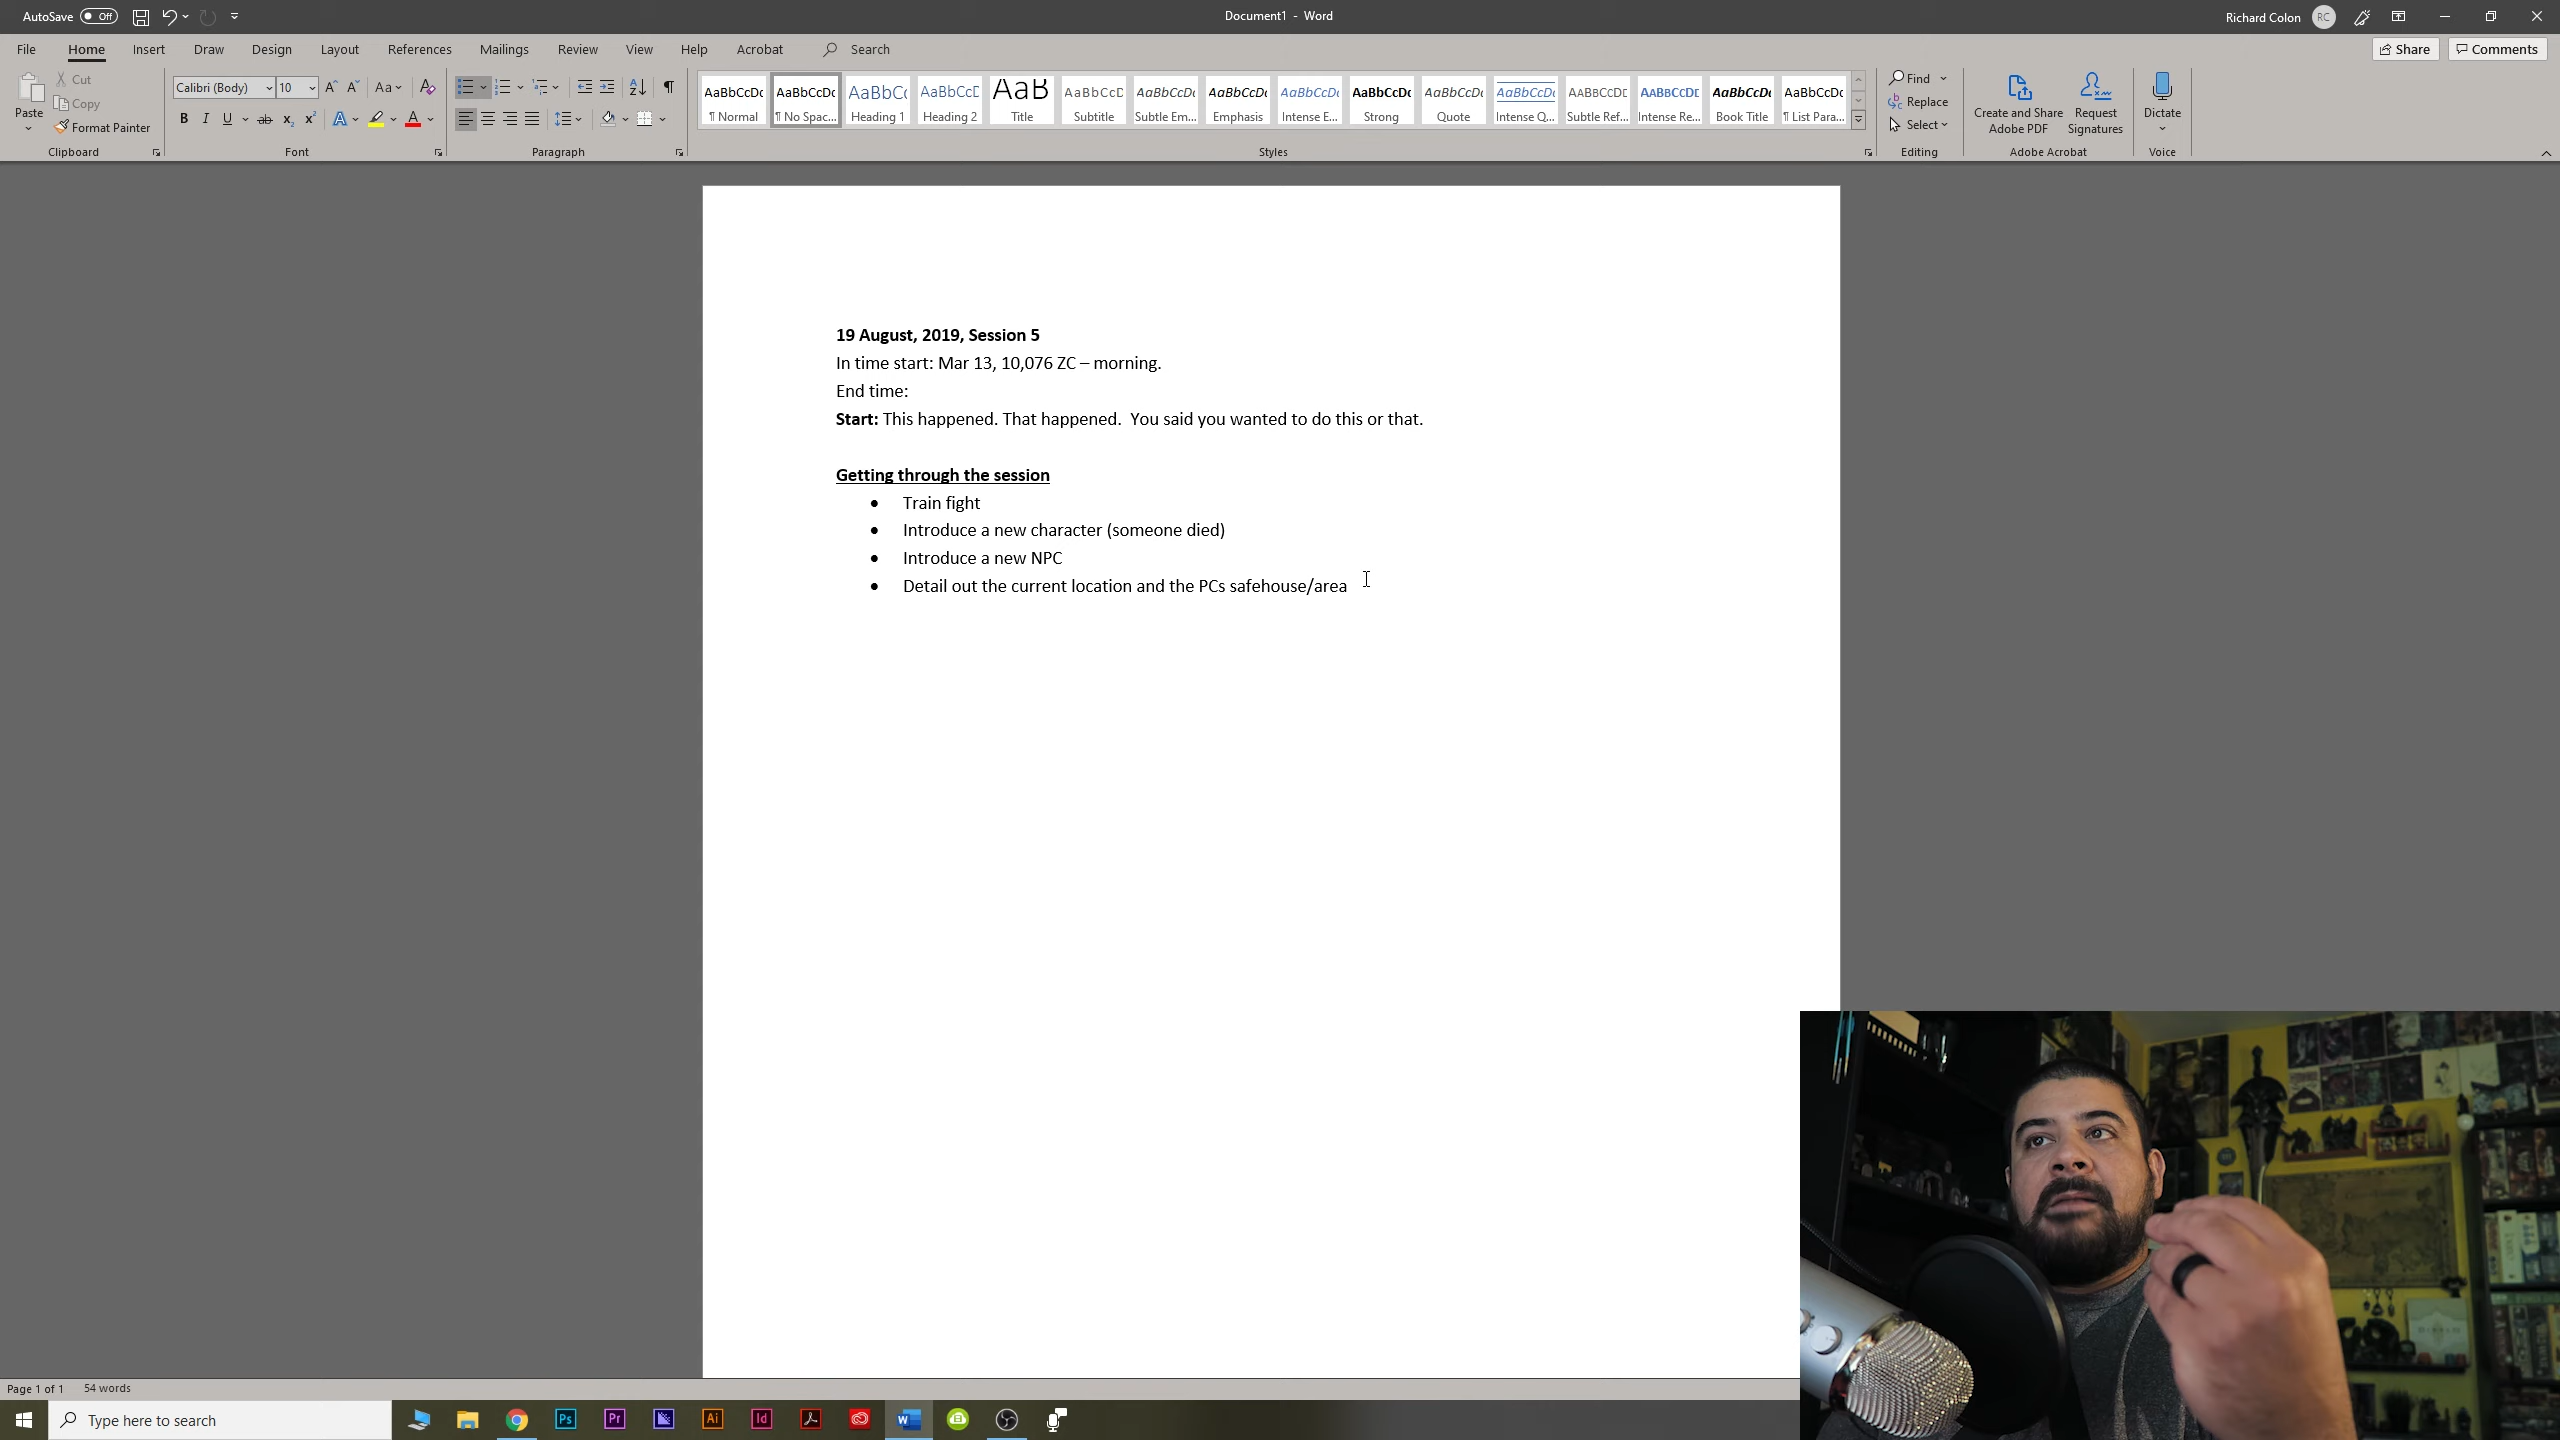 AutoSave Off
Document1 - Word
Richard Colon RC
File Home Insert Draw Design Layout References Mailings Review View Help Acrobat Search
Share Comments
Paste
Cut
Copy
Format Painter
Clipboard
Calibri (Body) 10
Font
Paragraph
AaBbCcDc AaBbCcDc AaBbCc AaBbCcD AaB AaBbCcD AaBbCcDc AaBbCcDc AaBbCcDc AaBbCcDc AaBbCcDc AaBbCcDc AABBCCDD AABBCCDD AaBbCcDc AaBbCcDc
¶ Normal ¶ No Spac... Heading 1 Heading 2 Title Subtitle Subtle Em... Emphasis Intense E... Strong Quote Intense Q... Subtle Ref... Intense Re... Book Title ¶ List Para...
Styles
Find
Replace
Select
Editing
Create and Share
Adobe PDF
Request
Signatures
Adobe Acrobat
Dictate
Voice
19 August, 2019, Session 5
In time start: Mar 13, 10,076 ZC – morning.
End time:
Start: This happened. That happened.  You said you wanted to do this or that.
Getting through the session
• Train fight
• Introduce a new character (someone died)
• Introduce a new NPC
• Detail out the current location and the PCs safehouse/area
Page 1 of 1 54 words
Type here to search
Ps Pr Ai Id